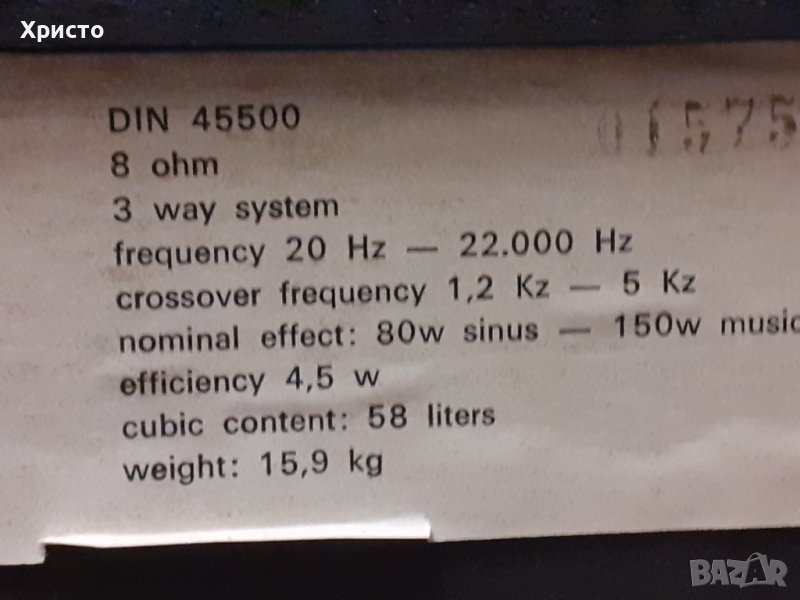 Христо
DIN 45500
01575
8 ohm
3 way system
frequency 20 Hz — 22.000 Hz
crossover frequency 1,2 Kz — 5 Kz
nominal effect: 80w sinus — 150w music
efficiency 4,5 w
cubic content: 58 liters
weight: 15,9 kg
BAZAR